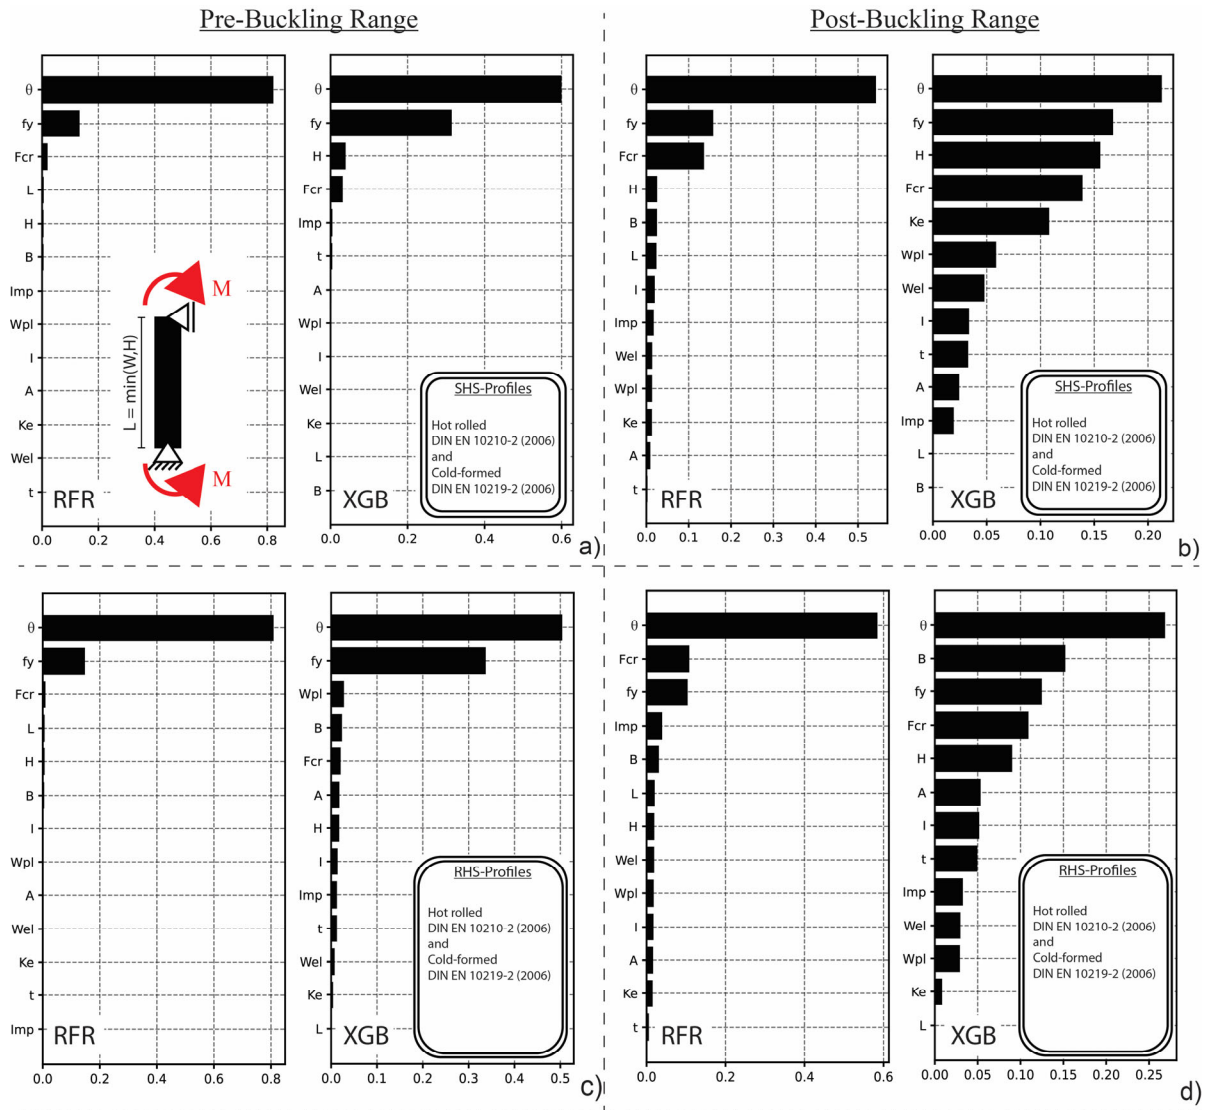 Pre-Buckling Range
Post-Buckling Range
θ
fy
Fcr
L
H
B
Imp
Wpl
I
A
Ke
Wel
t
RFR
0.0 0.2 0.4 0.6 0.8
M
L = min(W,H)
M
θ
fy
H
Fcr
Imp
t
A
Wpl
I
Wel
Ke
L
B
XGB
0.0 0.2 0.4 0.6
SHS-Profiles
Hot rolled
DIN EN 10210-2 (2006)
and
Cold-formed
DIN EN 10219-2 (2006)
a)
θ
fy
Fcr
H
B
L
I
Imp
Wel
Wpl
Ke
A
t
RFR
0.0 0.1 0.2 0.3 0.4 0.5
θ
fy
H
Fcr
Ke
Wpl
Wel
I
t
A
Imp
L
B
XGB
0.00 0.05 0.10 0.15 0.20
SHS-Profiles
Hot rolled
DIN EN 10210-2 (2006)
and
Cold-formed
DIN EN 10219-2 (2006)
b)
θ
fy
Fcr
L
H
B
I
Wpl
A
Wel
Ke
t
Imp
RFR
0.0 0.2 0.4 0.6 0.8
θ
fy
Wpl
B
Fcr
A
H
I
Imp
t
Wel
Ke
L
XGB
0.0 0.1 0.2 0.3 0.4 0.5
RHS-Profiles
Hot rolled
DIN EN 10210-2 (2006)
and
Cold-formed
DIN EN 10219-2 (2006)
c)
θ
Fcr
fy
Imp
B
L
H
Wel
Wpl
I
A
Ke
t
RFR
0.0 0.2 0.4 0.6
θ
B
fy
Fcr
H
A
I
t
Imp
Wel
Wpl
Ke
L
XGB
0.00 0.05 0.10 0.15 0.20 0.25
RHS-Profiles
Hot rolled
DIN EN 10210-2 (2006)
and
Cold-formed
DIN EN 10219-2 (2006)
d)